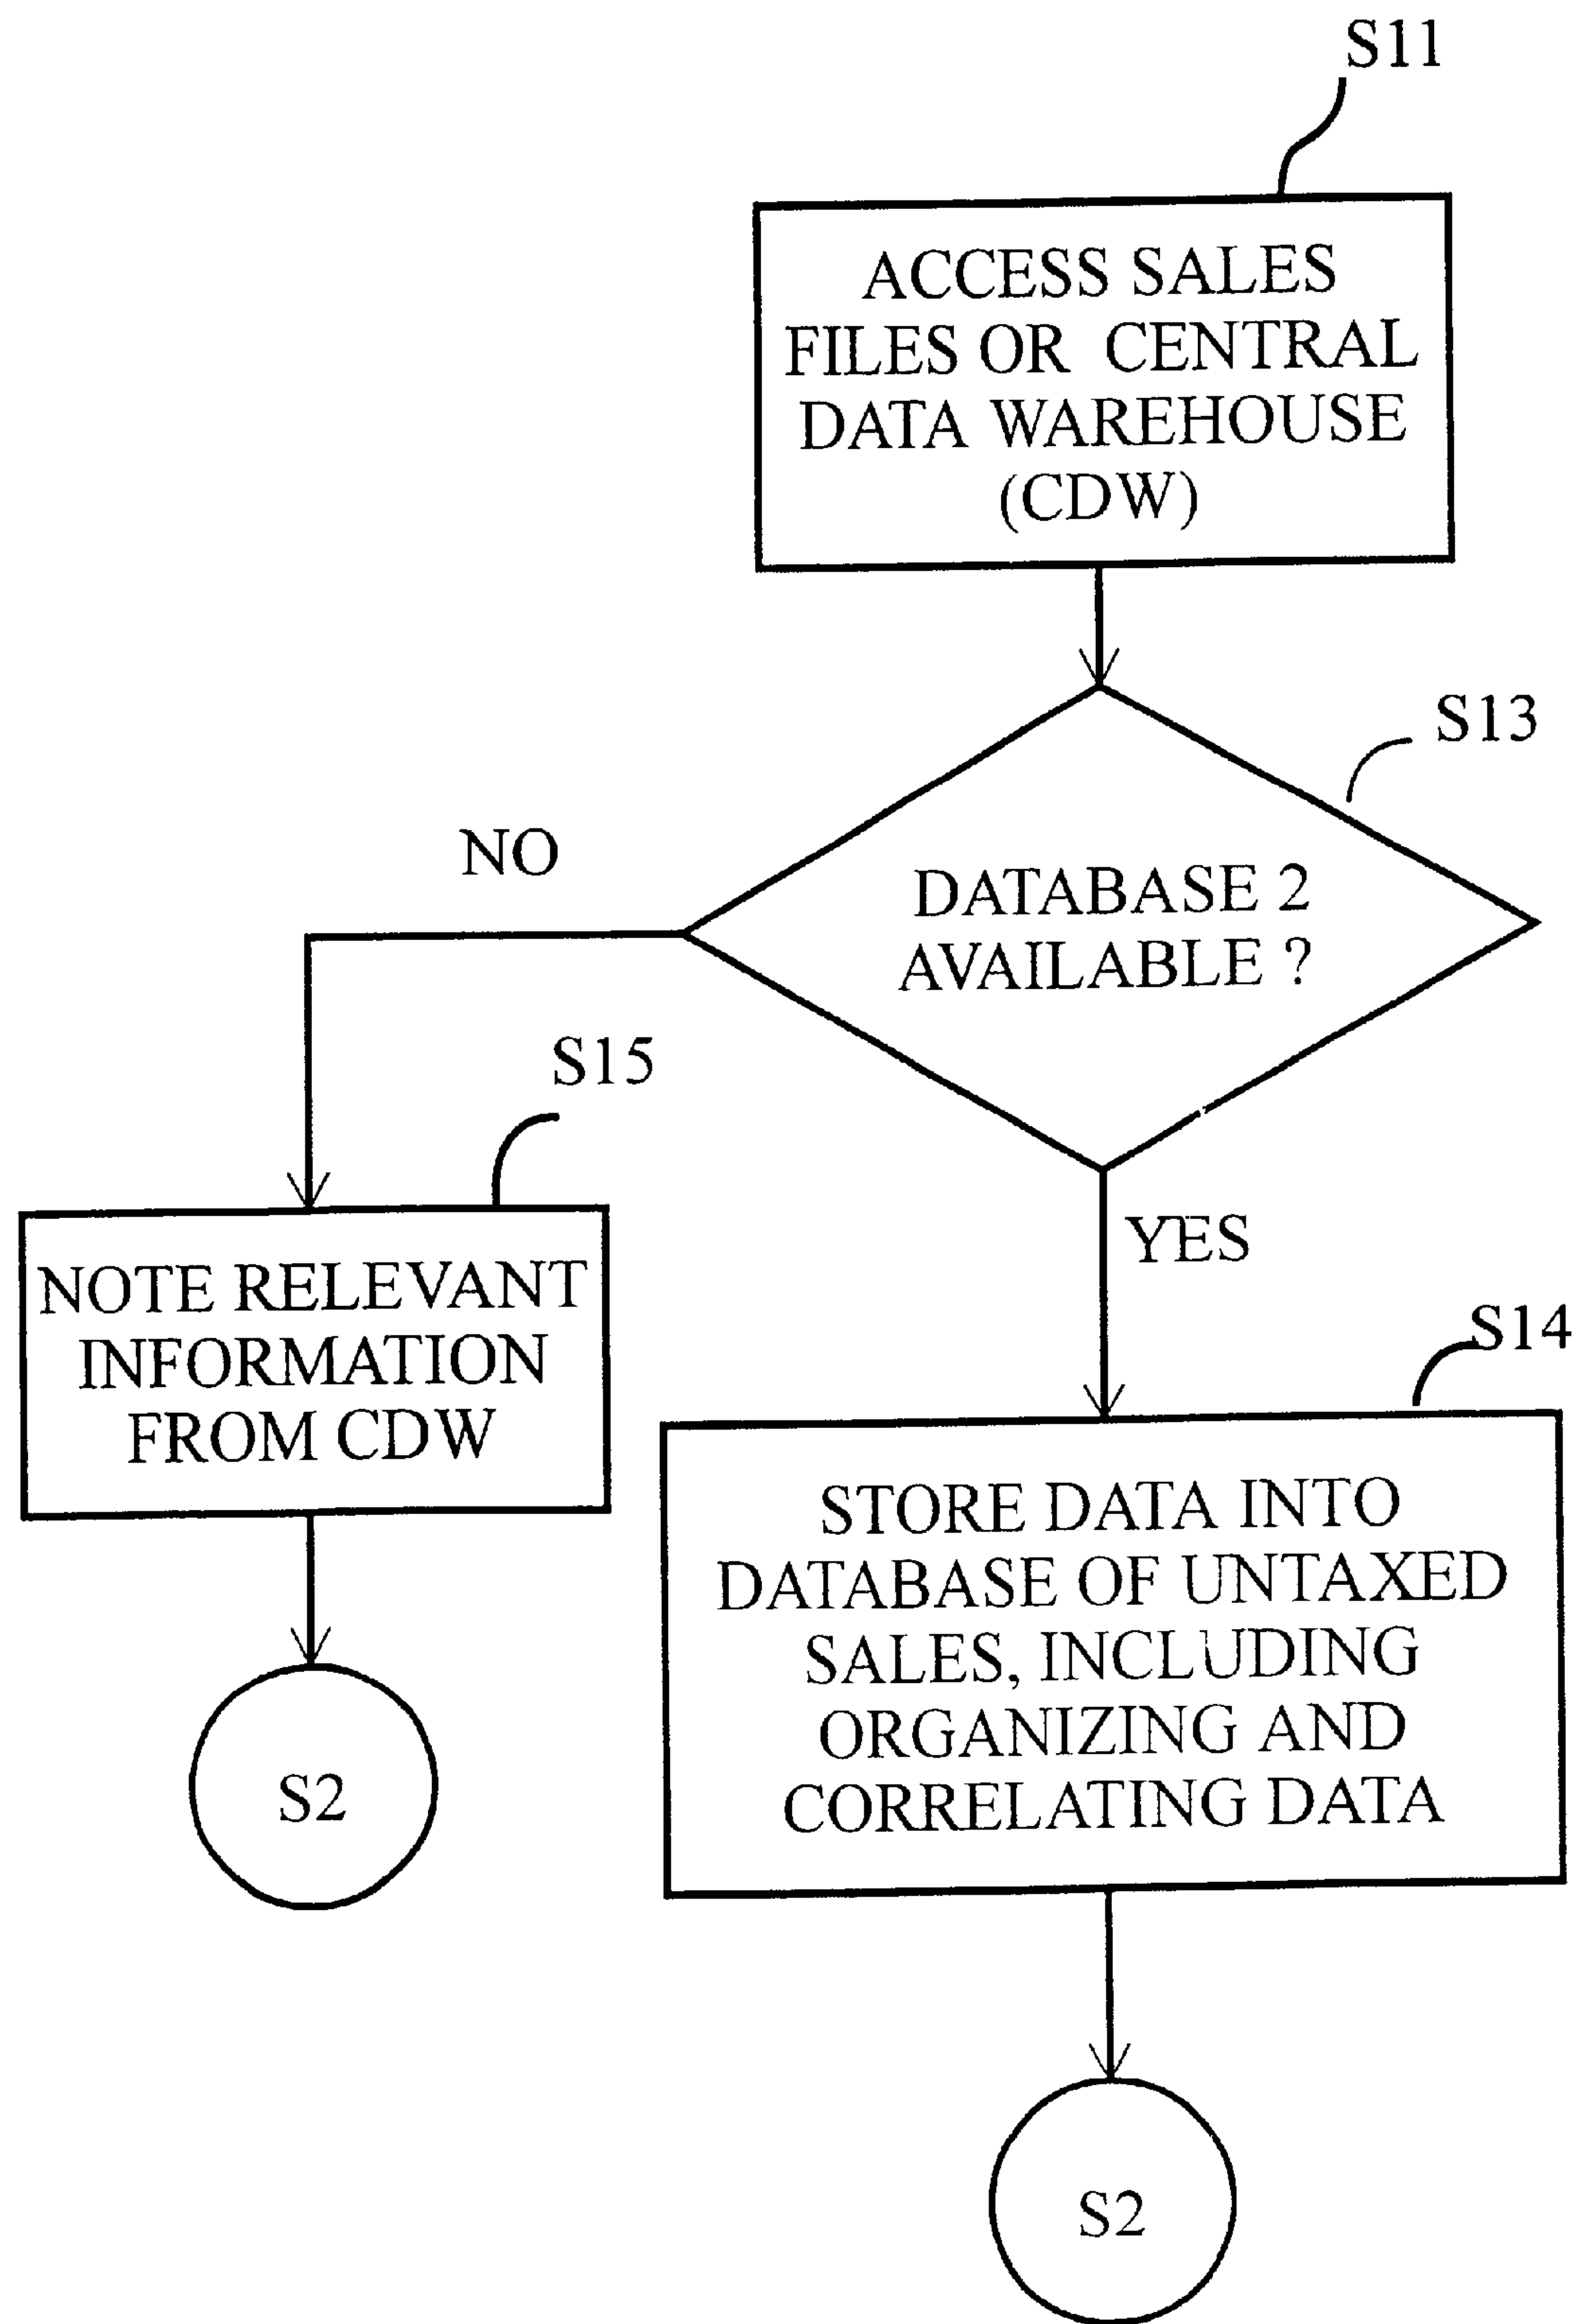 S11
ACCESS SALES
FILES OR CENTRAL
DATA WAREHOUSE
(CDW)
S13
NO
DATABASE 2
AVAILABLE ?
S15
YES
NOTE RELEVANT
INFORMATION
FROM CDW
S14
STORE DATA INTO
DATABASE OF UNTAXED
SALES, INCLUDING
ORGANIZING AND
CORRELATING DATA
S2
S2